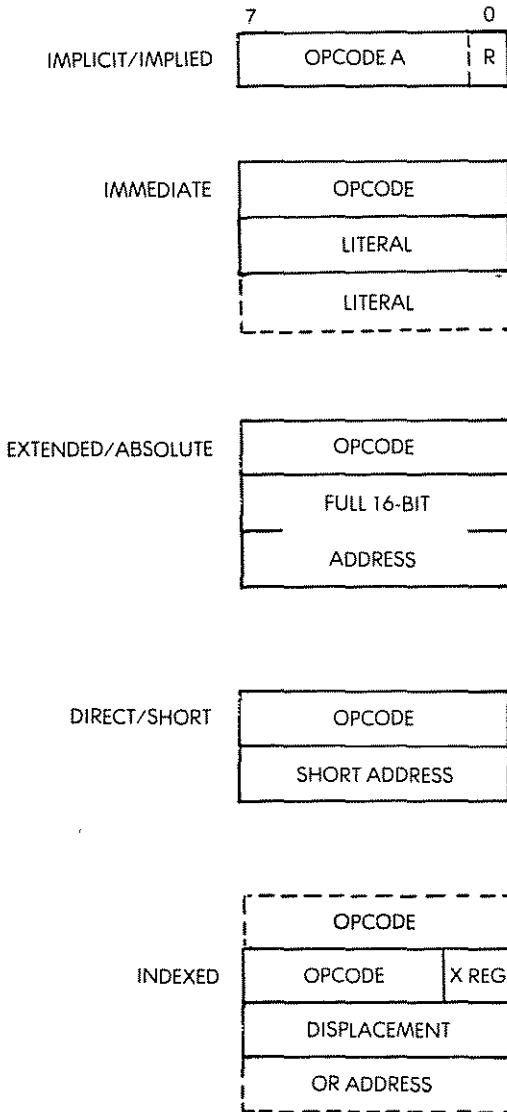 7 0
IMPLICIT/IMPLIED OPCODE A R
IMMEDIATE OPCODE
LITERAL
LITERAL
EXTENDED/ABSOLUTE OPCODE
FULL 16-BIT
ADDRESS
DIRECT/SHORT OPCODE
SHORT ADDRESS
OPCODE
INDEXED OPCODE X REG
DISPLACEMENT
OR ADDRESS